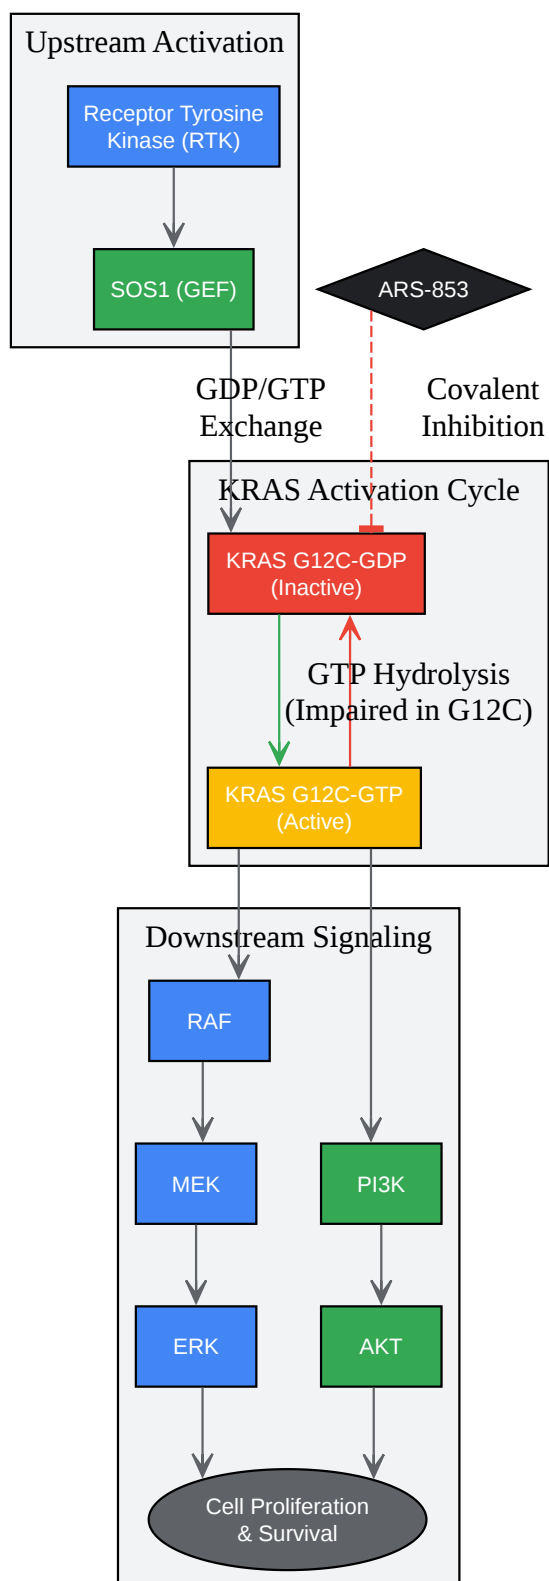 Upstream Activation
Receptor Tyrosine
Kinase (RTK)
SOS1 (GEF)
ARS-853
GDP/GTP
Exchange
Covalent
Inhibition
KRAS Activation Cycle
KRAS G12C-GDP
(Inactive)
GTP Hydrolysis
(Impaired in G12C)
KRAS G12C-GTP
(Active)
Downstream Signaling
RAF
MEK
PI3K
ERK
AKT
Cell Proliferation
& Survival